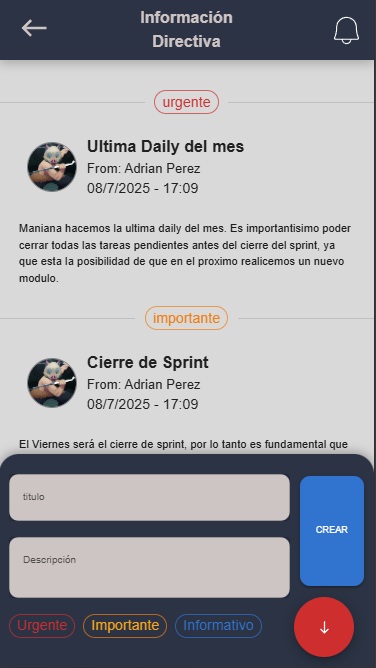 Información
Directiva
urgente
Ultima Daily del mes
From: Adrian Perez
08/7/2025 - 17:09
Maniana hacemos la ultima daily del mes. Es importantisimo poder
cerrar todas las tareas pendientes antes del cierre del sprint, ya
que esta la posibilidad de que en el proximo realicemos un nuevo
modulo.
importante
Cierre de Sprint
From: Adrian Perez
08/7/2025 - 17:09
El Viernes será el cierre de sprint, por lo tanto es fundamental que
titulo
CREAR
Descripción
Urgente
Importante
Informativo